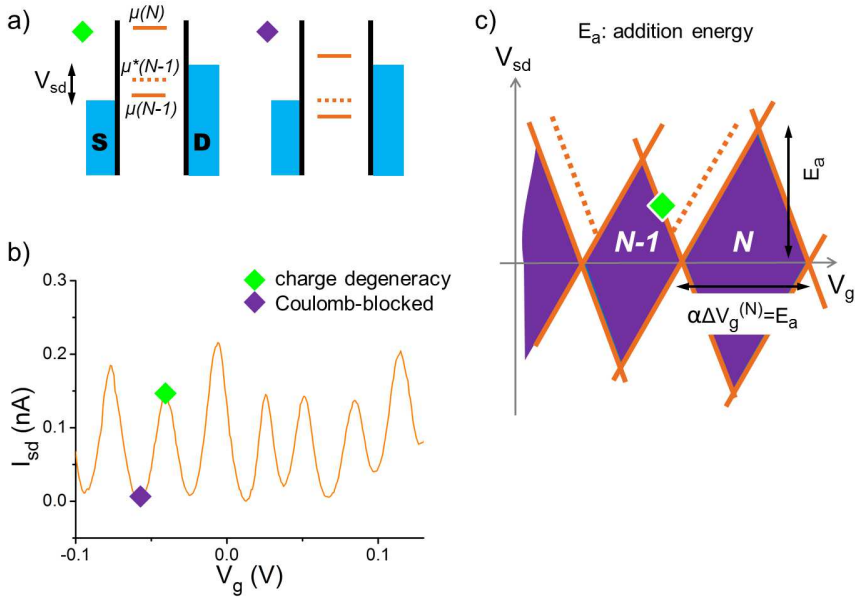 a)
μ(N)
μ*(N-1)
μ(N-1)
V_sd
S
D
b)
charge degeneracy
Coulomb-blocked
I_sd (nA)
0.3
0.2
0.1
0.0
-0.1
0.0
0.1
V_g (V)
c)
E_a: addition energy
V_sd
E_a
N-1
N
V_g
αΔV_g^(N)=E_a